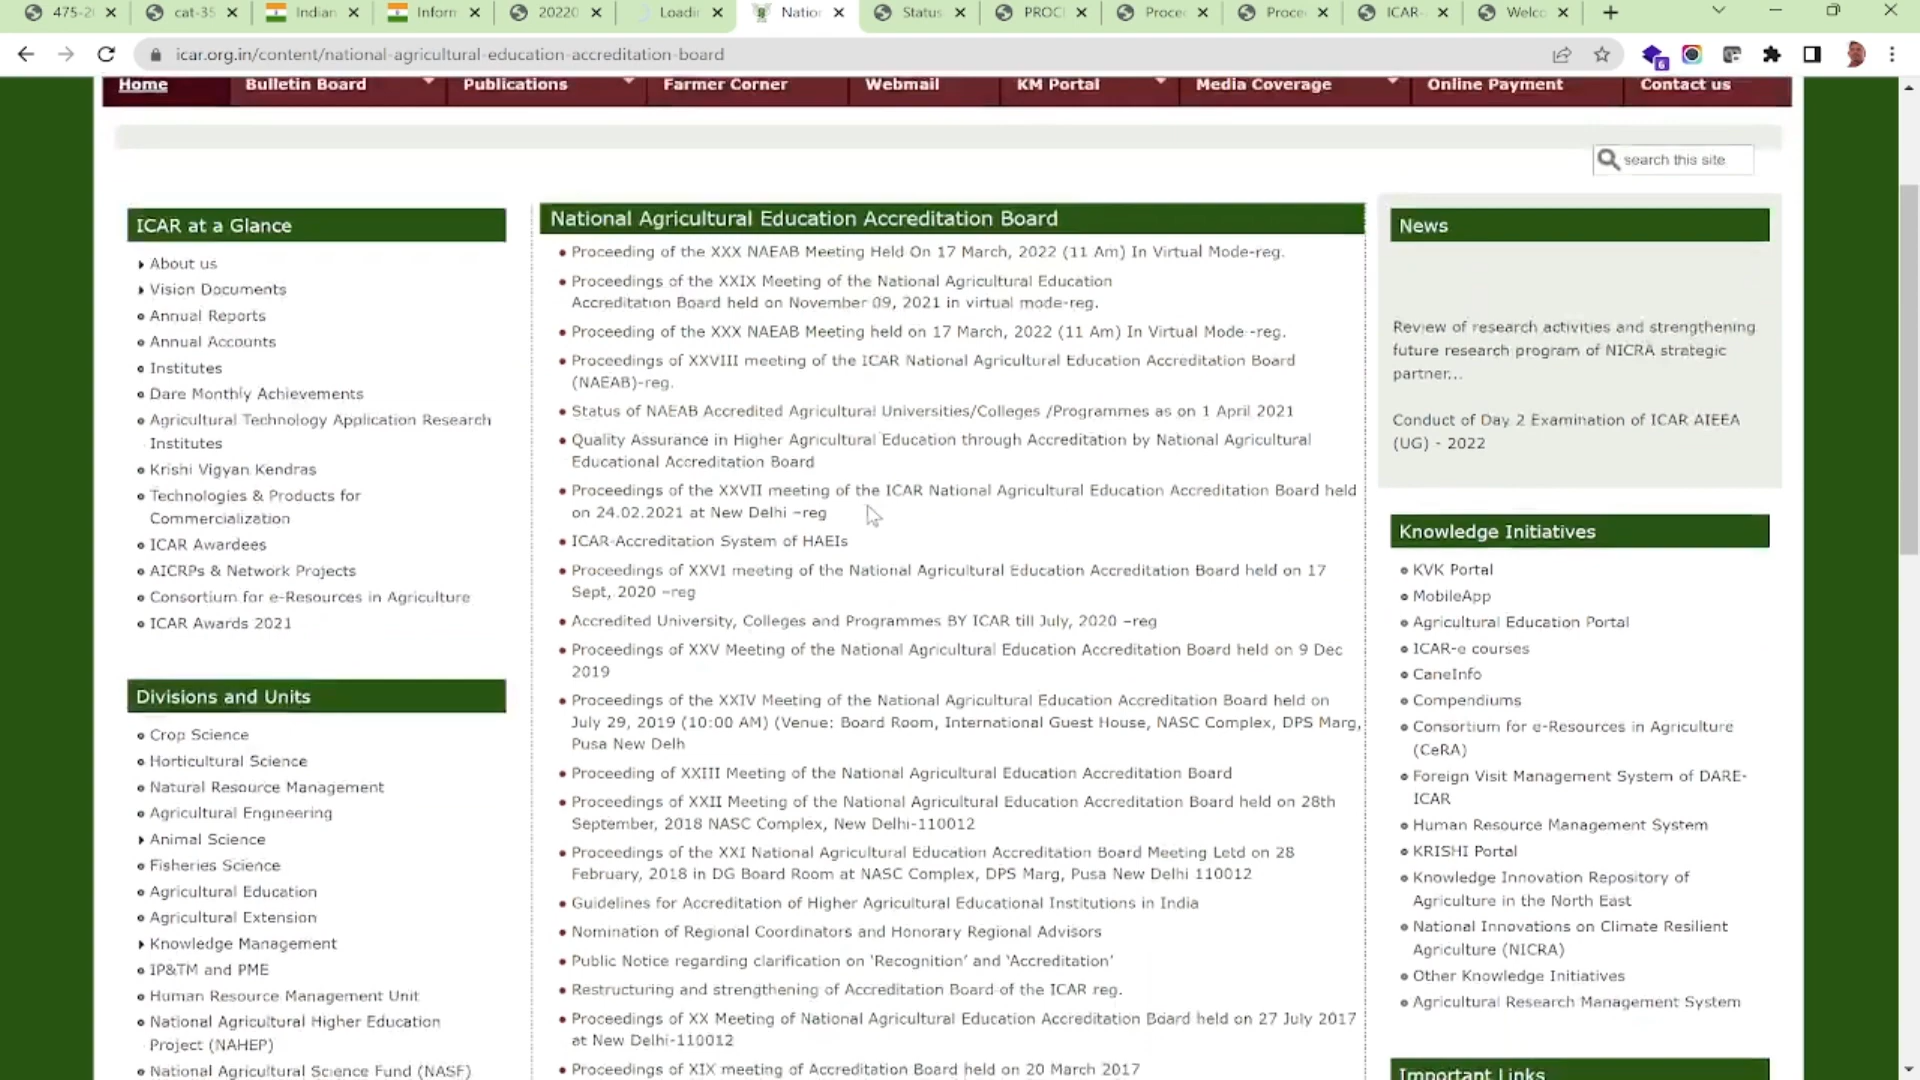 475-2
cat-35
Indian
Inform
20220
Loadir
Natio
Status
PROCI
Procee
Procee
ICAR-
Welco
icar.org.in/content/national-agricultural-education-accreditation-board
6
Home
Bulletin Board
Publications
Farmer Corner
Webmail
KM Portal
Media Coverage
Online Payment
Contact us
search this site
ICAR at a Glance
About us
Vision Documents
Annual Reports
Annual Accounts
Institutes
Dare Monthly Achievements
Agricultural Technology Application Research
Institutes
Krishi Vigyan Kendras
Technologies & Products for
Commercialization
ICAR Awardees
AICRPs & Network Projects
Consortium for e-Resources in Agriculture
ICAR Awards 2021
Divisions and Units
Crop Science
Horticultural Science
Natural Resource Management
Agricultural Engineering
Animal Science
Fisheries Science
Agricultural Education
Agricultural Extension
Knowledge Management
IP&TM and PME
Human Resource Management Unit
National Agricultural Higher Education
Project (NAHEP)
National Agricultural Science Fund (NASF)
National Agricultural Education Accreditation Board
Proceeding of the XXX NAEAB Meeting Held On 17 March, 2022 (11 Am) In Virtual Mode-reg.
Proceedings of the XXIX Meeting of the National Agricultural Education
Accreditation Board held on November 09, 2021 in virtual mode-reg.
Proceeding of the XXX NAEAB Meeting held on 17 March, 2022 (11 Am) In Virtual Mode -reg.
Proceedings of XXVIII meeting of the ICAR National Agricultural Education Accreditation Board
(NAEAB)-reg.
Status of NAEAB Accredited Agricultural Universities/Colleges /Programmes as on 1 April 2021
Quality Assurance in Higher Agricultural Education through Accreditation by National Agricultural
Educational Accreditation Board
Proceedings of the XXVII meeting of the ICAR National Agricultural Education Accreditation Board held
on 24.02.2021 at New Delhi –reg
ICAR-Accreditation System of HAEIs
Proceedings of XXVI meeting of the National Agricultural Education Accreditation Board held on 17
Sept, 2020 –reg
Accredited University, Colleges and Programmes BY ICAR till July, 2020 –reg
Proceedings of XXV Meeting of the National Agricultural Education Accreditation Board held on 9 Dec
2019
Proceedings of the XXIV Meeting of the National Agricultural Education Accreditation Board held on
July 29, 2019 (10:00 AM) (Venue: Board Room, International Guest House, NASC Complex, DPS Marg,
Pusa New Delh
Proceeding of XXIII Meeting of the National Agricultural Education Accreditation Board
Proceedings of XXII Meeting of the National Agricultural Education Accreditation Board held on 28th
September, 2018 NASC Complex, New Delhi-110012
Proceedings of the XXI National Agricultural Education Accreditation Board Meeting Letd on 28
February, 2018 in DG Board Room at NASC Complex, DPS Marg, Pusa New Delhi 110012
Guidelines for Accreditation of Higher Agricultural Educational Institutions in India
Nomination of Regional Coordinators and Honorary Regional Advisors
Public Notice regarding clarification on 'Recognition' and 'Accreditation'
Restructuring and strengthening of Accreditation Board of the ICAR reg.
Proceedings of XX Meeting of National Agricultural Education Accreditation Board held on 27 July 2017
at New Delhi-110012
Proceedings of XIX meeting of Accreditation Board held on 20 March 2017
News
Review of research activities and strengthening
future research program of NICRA strategic
partner...
Conduct of Day 2 Examination of ICAR AIEEA
(UG) - 2022
Knowledge Initiatives
KVK Portal
MobileApp
Agricultural Education Portal
ICAR-e courses
CaneInfo
Compendiums
Consortium for e-Resources in Agriculture
(CeRA)
Foreign Visit Management System of DARE-
ICAR
Human Resource Management System
KRISHI Portal
Knowledge Innovation Repository of
Agriculture in the North East
National Innovations on Climate Resilient
Agriculture (NICRA)
Other Knowledge Initiatives
Agricultural Research Management System
Important Links